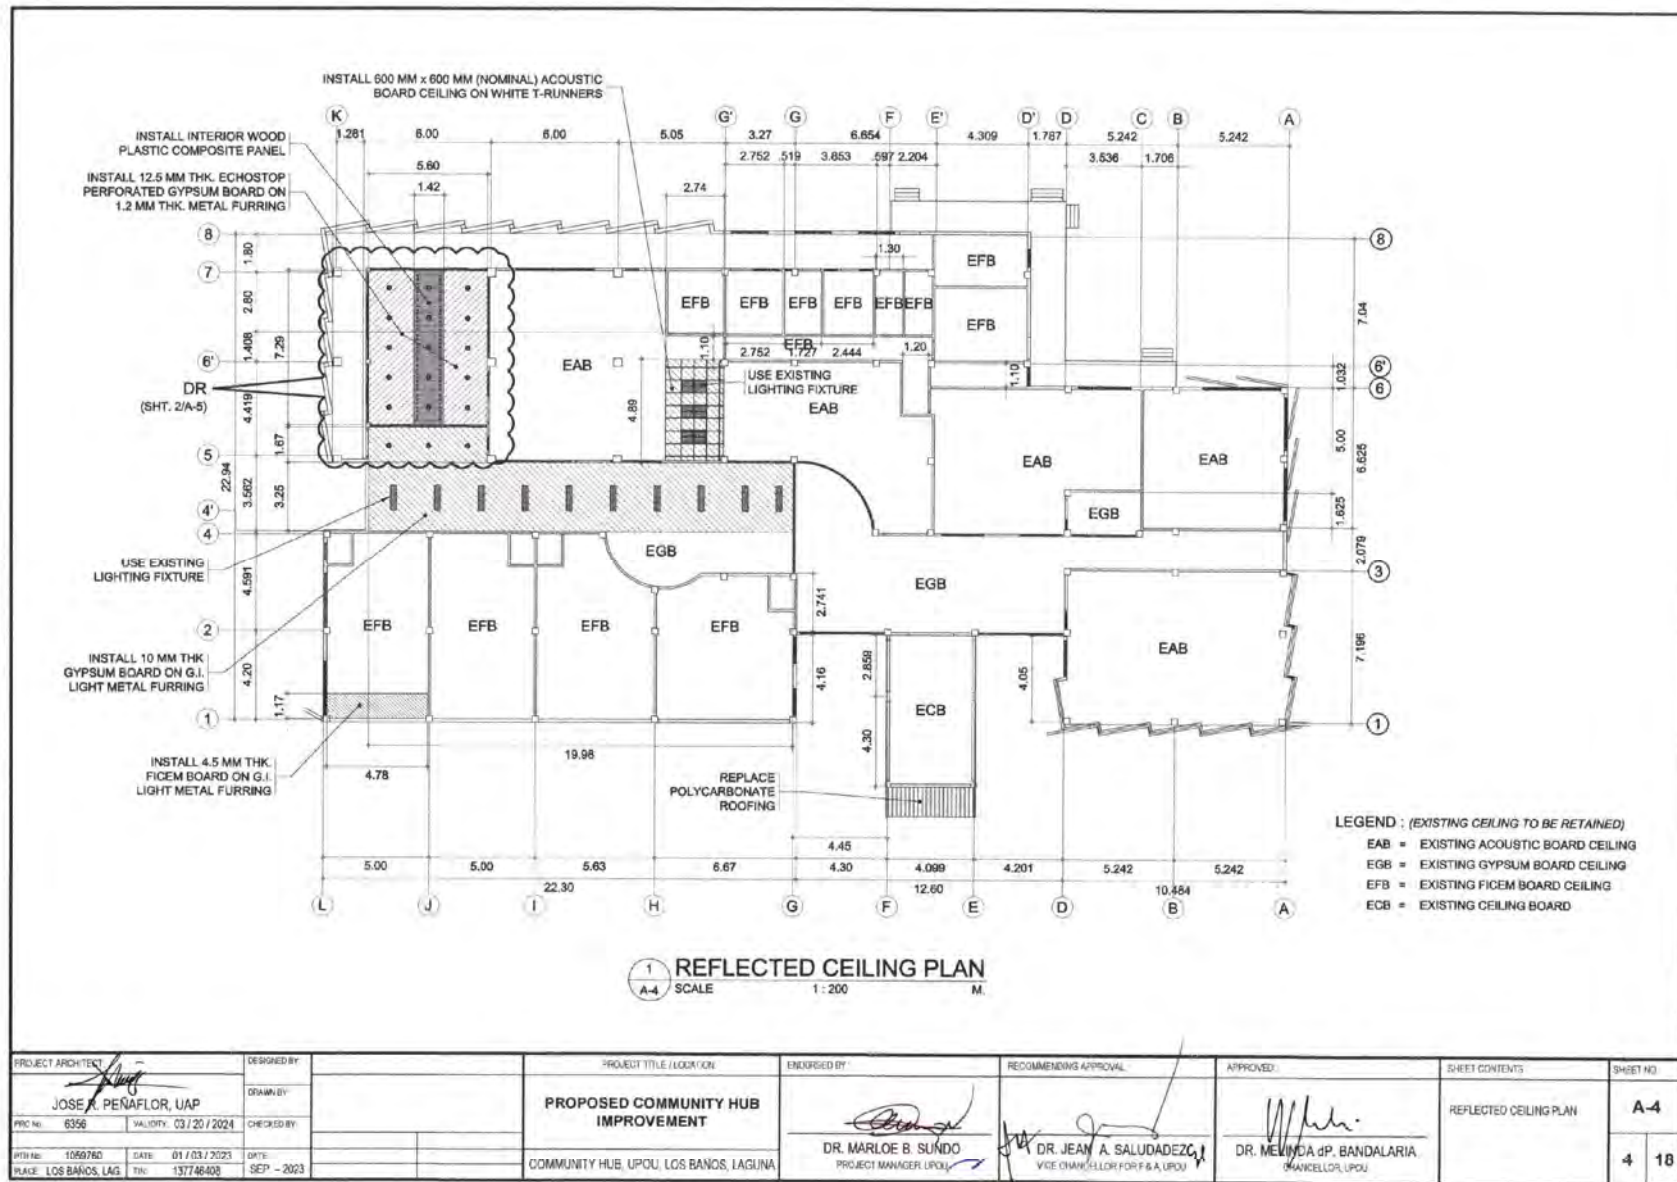 INSTALL 600 MM x 600 MM (NOMINAL) ACOUSTIC
BOARD CEILING ON WHITE T-RUNNERS
INSTALL INTERIOR WOOD
PLASTIC COMPOSITE PANEL
INSTALL 12.5 MM THK. ECHOSTOP
PERFORATED GYPSUM BOARD ON
1.2 MM THK. METAL FURRING
K G' G F E' D' D C B A
1.281 6.00 6.00 5.05 3.27 6.654 4.309 1.787 5.242 5.242
5.60 2.752 .519 3.853 .597 2.204 3.536 1.706
1.42 2.74
8 1.80 1.30 EFB 8
7
EFB EFB EFB EFB EFB EFB
2.80 7.04
EFB
1.408 7.29 EFB
1.10 2.752 1.727 2.444 1.20
6' EAB 6'
USE EXISTING
LIGHTING FIXTURE
1.10 1.032
6
DR
(SHT. 2/A-5)
EAB
4.419 4.89
1.67 5.00
5 EAB EAB
22.94 3.562 3.25 6.625
4' EGB 1.625
4
EGB
2.079
USE EXISTING
LIGHTING FIXTURE
4.591 EGB 3
2.741
2 EFB EFB EFB EFB
EAB
INSTALL 10 MM THK
GYPSUM BOARD ON G.I.
LIGHT METAL FURRING
4.20 4.16 2.859 4.05 7.196
1.17 ECB
1 1
4.30
19.98
INSTALL 4.5 MM THK.
FICEM BOARD ON G.I.
LIGHT METAL FURRING
4.78
REPLACE
POLYCARBONATE
ROOFING
4.45
5.00 5.00 5.63 6.67 4.30 4.099 4.201 5.242 5.242
22.30 12.60 10.484
L J I H G F E D B A
LEGEND : (EXISTING CEILING TO BE RETAINED)
EAB = EXISTING ACOUSTIC BOARD CEILING
EGB = EXISTING GYPSUM BOARD CEILING
EFB = EXISTING FICEM BOARD CEILING
ECB = EXISTING CEILING BOARD
1
A-4
REFLECTED CEILING PLAN
SCALE 1 : 200 M.
PROJECT ARCHITECT
JOSE R. PEÑAFLOR, UAP
PRC No. 6356 VALIDITY: 03 / 20 / 2024
PTR No. 1059760 DATE: 01 / 03 / 2023
PLACE: LOS BAÑOS, LAG. TIN: 137746408
DESIGNED BY
DRAWN BY
CHECKED BY
DATE
SEP - 2023
PROJECT TITLE / LOCATION
PROPOSED COMMUNITY HUB
IMPROVEMENT
COMMUNITY HUB, UPOU, LOS BAÑOS, LAGUNA
ENDORSED BY
DR. MARLOE B. SUNDO
PROJECT MANAGER, UPOU
RECOMMENDING APPROVAL
DR. JEAN A. SALUDADEZ
VICE CHANCELLOR FOR F & A, UPOU
APPROVED:
DR. MELINDA dP. BANDALARIA
CHANCELLOR, UPOU
SHEET CONTENTS
REFLECTED CEILING PLAN
SHEET NO
A-4
4 18